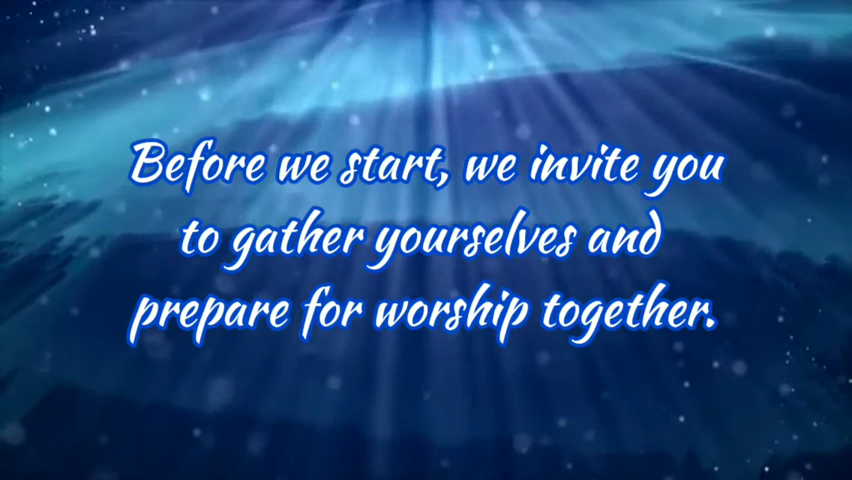 Before we start, we invite you
to gather yourselves and
prepare for worship together.